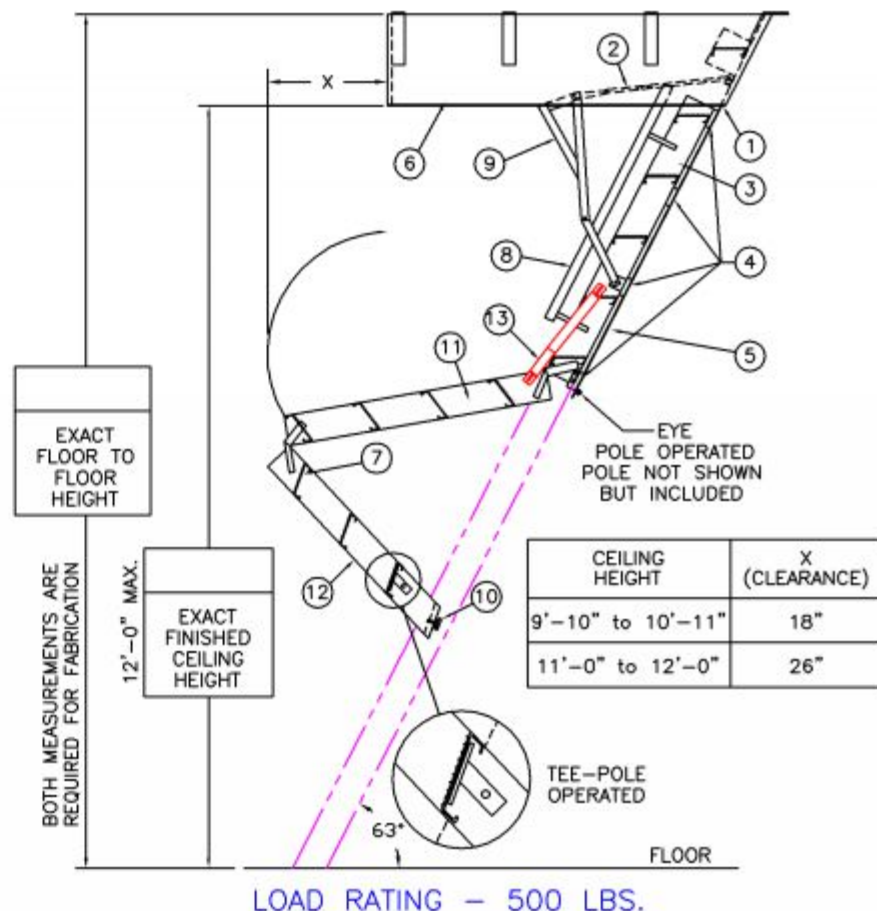 X
2
1
6
9
3
4
8
13
5
11
EYE
POLE OPERATED
POLE NOT SHOWN
BUT INCLUDED
EXACT
FLOOR TO
FLOOR
HEIGHT
7
12'-0" MAX.
EXACT
FINISHED
CEILING
HEIGHT
BOTH MEASUREMENTS ARE
REQUIRED FOR FABRICATION
12
10
CEILING
HEIGHT
X
(CLEARANCE)
9'-10" to 10'-11"
18"
11'-0" to 12'-0"
26"
TEE-POLE
OPERATED
63°
FLOOR
LOAD RATING - 500 LBS.